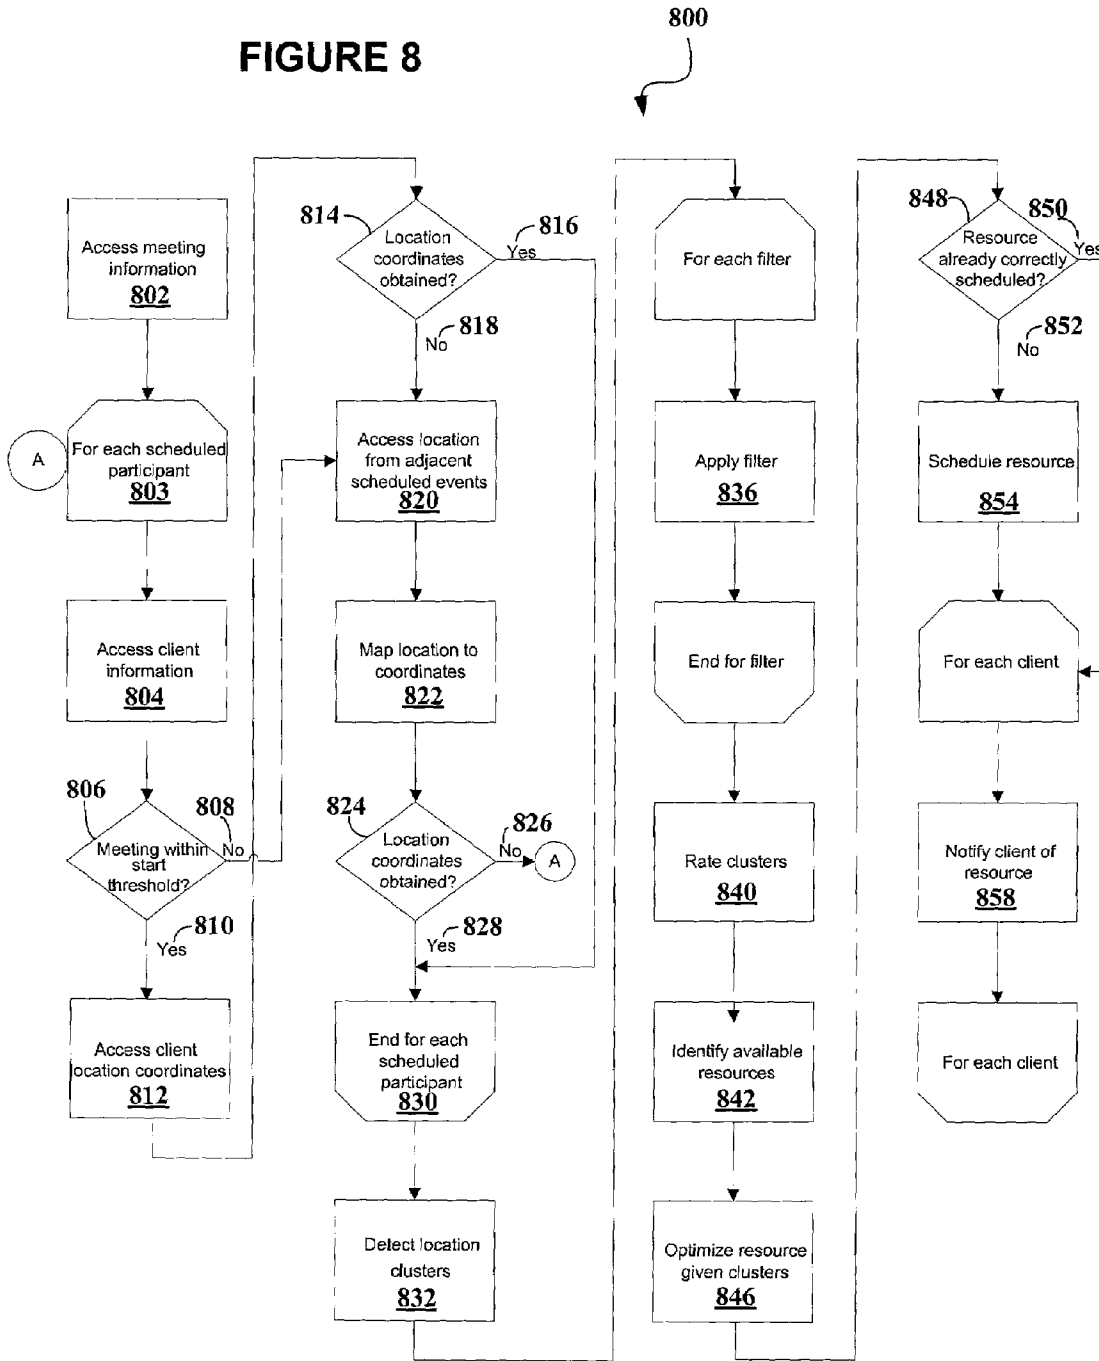 FIGURE 8
800
Access meeting
information
802
A
For each scheduled
participant
803
Access client
information
804
806
Meeting within
start
threshold?
808
No
810
Yes
Access client
location coordinates
812
814
Location
coordinates
obtained?
816
Yes
818
No
Access location
from adjacent
scheduled events
820
Map location to
coordinates
822
824
Location
coordinates
obtained?
826
No
A
828
Yes
End for each
scheduled
participant
830
Detect location
clusters
832
For each filter
Apply filter
836
End for filter
Rate clusters
840
Identify available
resources
842
Optimize resource
given clusters
846
848
Resource
already correctly
scheduled?
850
Yes
852
No
Schedule resource
854
For each client
Notify client of
resource
858
For each client